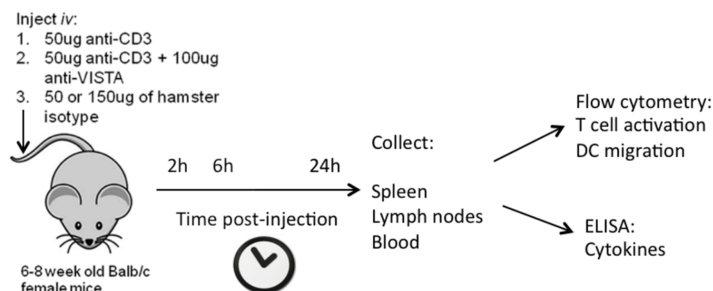 Inject iv:
1. 50ug anti-CD3
2. 50ug anti-CD3 + 100ug
anti-VISTA
3. 50 or 150ug of hamster
isotype
2h 6h 24h
Time post-injection
6-8 week old Balb/c
female mice
Collect:
Spleen
Lymph nodes
Blood
Flow cytometry:
T cell activation
DC migration
ELISA:
Cytokines